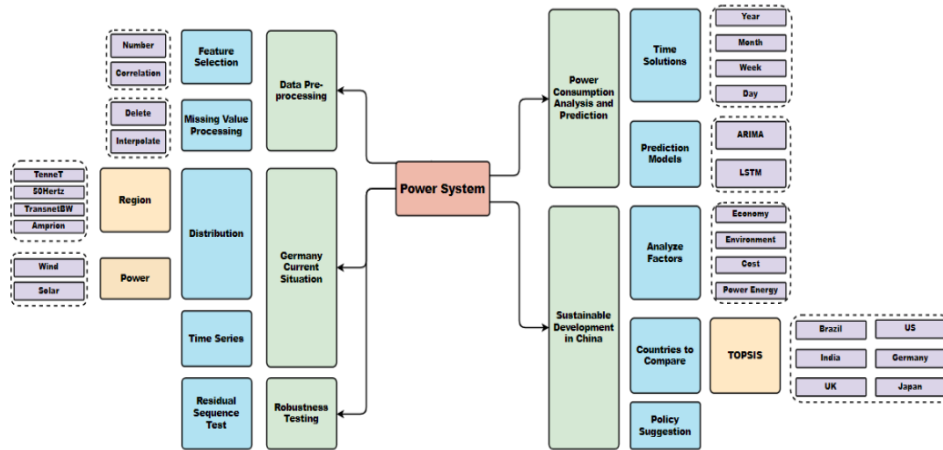 Number
Correlation
Feature
Selection
Data Pre-
processing
Delete
Interpolate
Missing Value
Processing
TenneT
50Hertz
TransnetBW
Amprion
Region
Wind
Solar
Power
Distribution
Germany
Current
Situation
Time Series
Residual
Sequence
Test
Robustness
Testing
Power System
Power
Consumption
Analysis and
Prediction
Time
Solutions
Year
Month
Week
Day
Prediction
Models
ARIMA
LSTM
Sustainable
Development
in China
Analyze
Factors
Economy
Environment
Cost
Power Energy
Countries to
Compare
TOPSIS
Brazil
US
India
Germany
UK
Japan
Policy
Suggestion